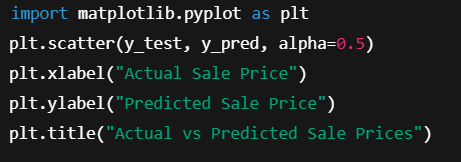 import matplotlib.pyplot as plt
plt.scatter(y_test, y_pred, alpha=0.5)
plt.xlabel("Actual Sale Price")
plt.ylabel("Predicted Sale Price")
plt.title("Actual vs Predicted Sale Prices")